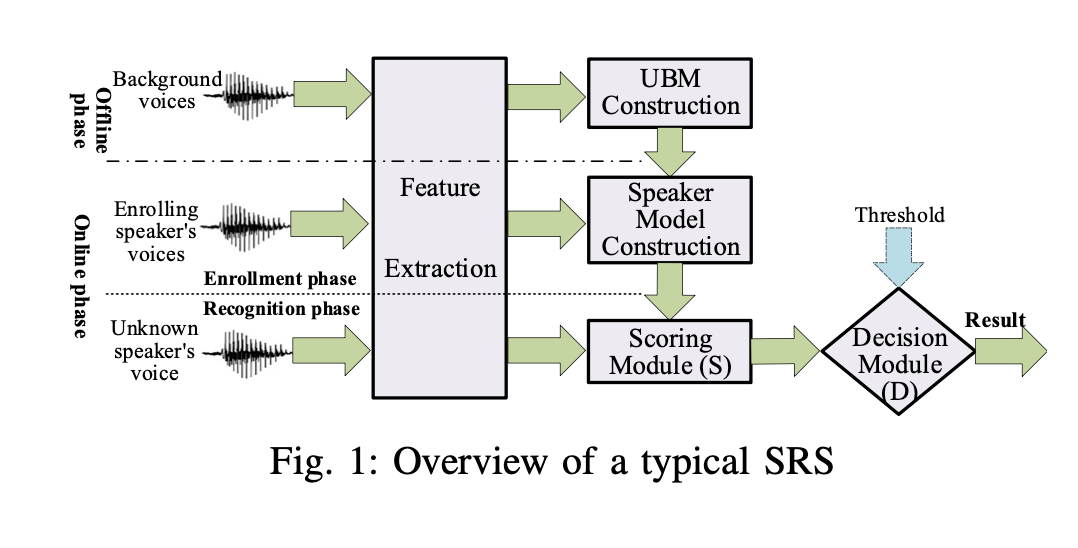 Offline
phase
Background
voices
UBM
Construction
Online phase
Enrolling
speaker's
voices
Feature
Extraction
Speaker
Model
Construction
Enrollment phase
Recognition phase
Unknown
speaker's
voice
Scoring
Module (S)
Threshold
Decision
Module
(D)
Result
Fig. 1: Overview of a typical SRS